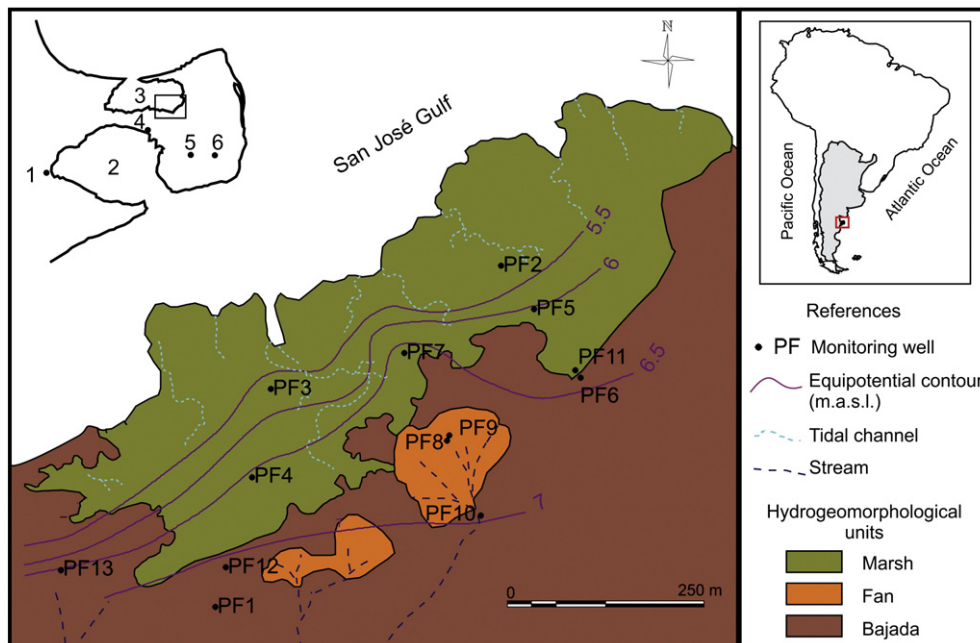 3
4
1
2
5
6
N
San José Gulf
5.5
6
PF2
PF5
PF7
PF11
PF6
6.5
PF3
PF8
PF9
PF4
PF10
7
PF13
PF12
PF1
0
250 m
Pacific Ocean
Atlantic Ocean
References
PF Monitoring well
Equipotential contour
(m.a.s.l.)
Tidal channel
Stream
Hydrogeomorphological
units
Marsh
Fan
Bajada